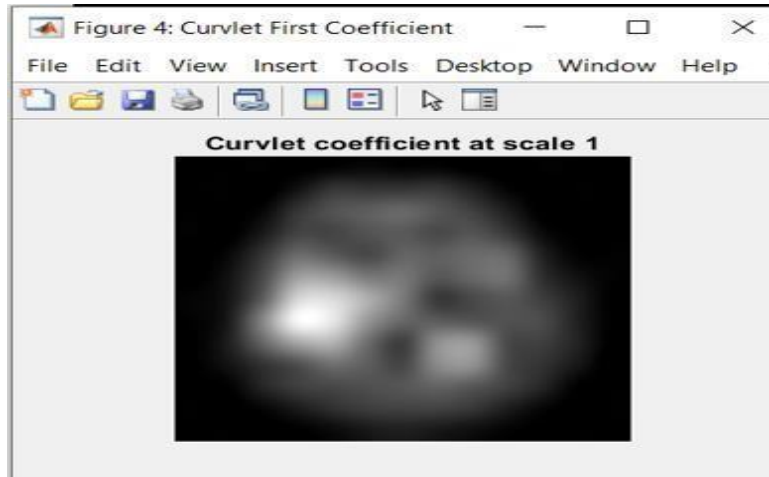 Figure 4: Curvlet First Coefficient
File Edit View Insert Tools Desktop Window Help
Curvlet coefficient at scale 1